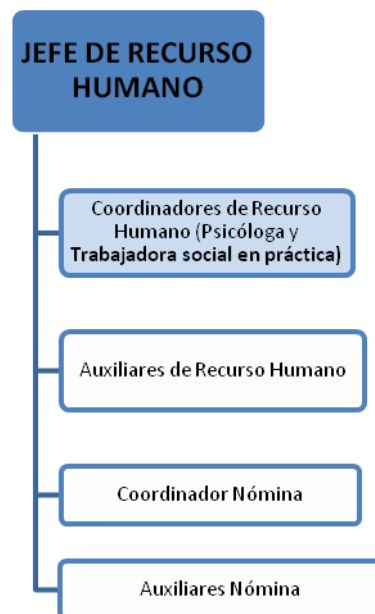 JEFE DE RECURSO
HUMANO
Coordinadores de Recurso
Humano (Psicóloga y
Trabajadora social en práctica)
Auxiliares de Recurso Humano
Coordinador Nómina
Auxiliares Nómina